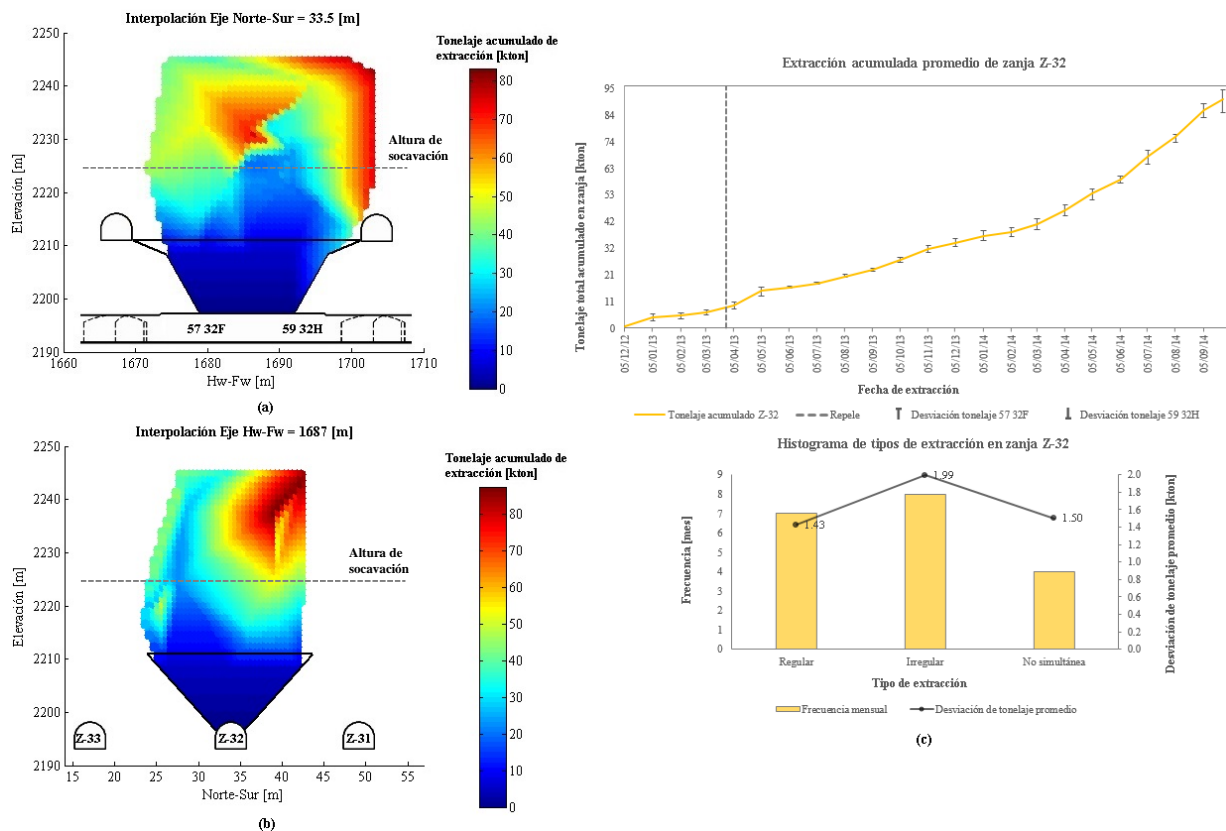 Interpolación Eje Norte-Sur = 33.5 [m]
Tonelaje acumulado de
extracción [kton]
Elevación [m]
2250
2240
2230
2220
2210
2200
2190
Altura de
socavación
57 32F
59 32H
1660
1670
1680
1690
1700
1710
Hw-Fw [m]
80
70
60
50
40
30
20
10
0
(a)
Interpolación Eje Hw-Fw = 1687 [m]
Tonelaje acumulado de
extracción [kton]
Elevación [m]
2250
2240
2230
2220
2210
2200
2190
Altura de
socavación
Z-33
Z-32
Z-31
15
20
25
30
35
40
45
50
55
Norte-Sur [m]
80
70
60
50
40
30
20
10
0
(b)
Extracción acumulada promedio de zanja Z-32
Tonelaje total acumulado en zanja [kton]
95
84
74
63
53
42
32
21
11
0
05/12/12
05/01/13
05/02/13
05/03/13
05/04/13
05/05/13
05/06/13
05/07/13
05/08/13
05/09/13
05/10/13
05/11/13
05/12/13
05/01/14
05/02/14
05/03/14
05/04/14
05/05/14
05/06/14
05/07/14
05/08/14
05/09/14
Fecha de extracción
Tonelaje acumulado Z-32
Repele
Desviación tonelaje 57 32F
Desviación tonelaje 59 32H
Histograma de tipos de extracción en zanja Z-32
Frecuencia [mes]
9
8
7
6
5
4
3
2
1
0
1.43
1.99
1.50
2.0
1.8
1.6
1.4
1.2
1.0
0.8
0.6
0.4
0.2
0.0
Desviación de tonelaje promedio [kton]
Regular
Irregular
No simultánea
Tipo de extracción
Frecuencia mensual
Desviación de tonelaje promedio
(c)